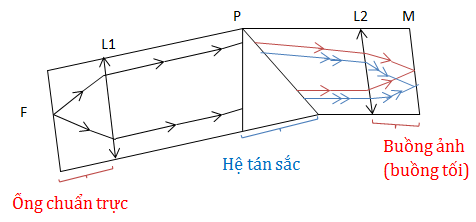 P
L2
M
L1
F
Hệ tán sắc
Buồng ảnh
(buồng tối)
Ống chuẩn trực